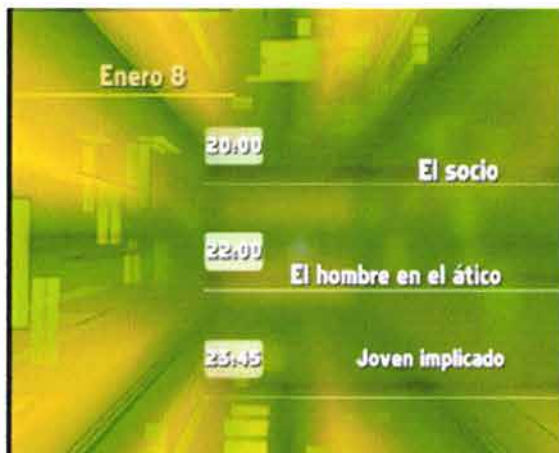 Enero 8
20:00
El socio
22:00
El hombre en el ático
23:45
Joven implicado